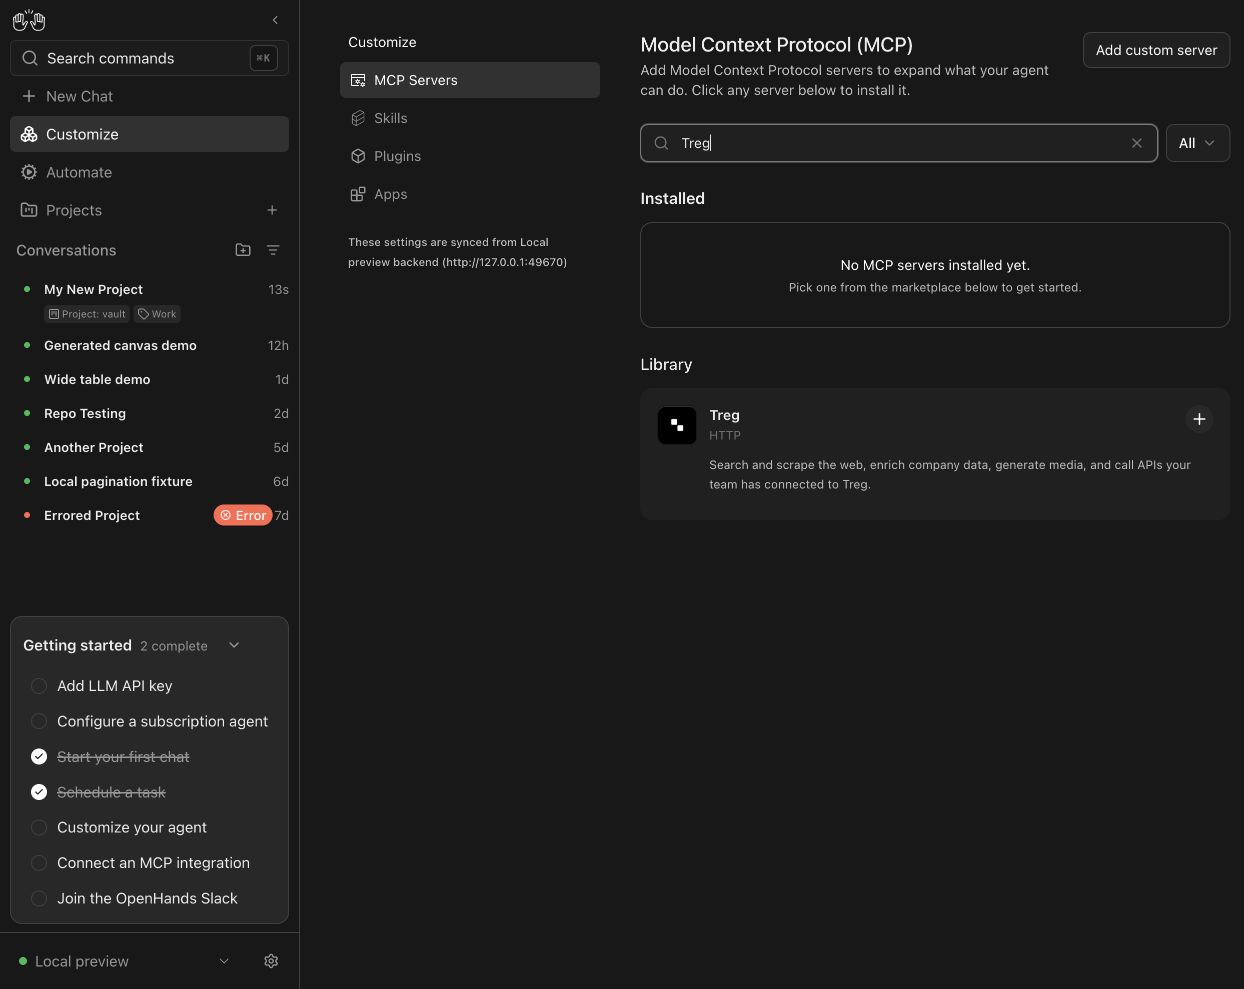 Search commands
⌘K
New Chat
Customize
Automate
Projects
Conversations
My New Project 13s
Project: vault Work
Generated canvas demo 12h
Wide table demo 1d
Repo Testing 2d
Another Project 5d
Local pagination fixture 6d
Errored Project Error 7d
Getting started 2 complete
Add LLM API key
Configure a subscription agent
Start your first chat
Schedule a task
Customize your agent
Connect an MCP integration
Join the OpenHands Slack
Local preview
Customize
MCP Servers
Skills
Plugins
Apps
These settings are synced from Local
preview backend (http://127.0.0.1:49670)
Model Context Protocol (MCP)
Add Model Context Protocol servers to expand what your agent
can do. Click any server below to install it.
Add custom server
Treg
All
Installed
No MCP servers installed yet.
Pick one from the marketplace below to get started.
Library
Treg
HTTP
Search and scrape the web, enrich company data, generate media, and call APIs your
team has connected to Treg.